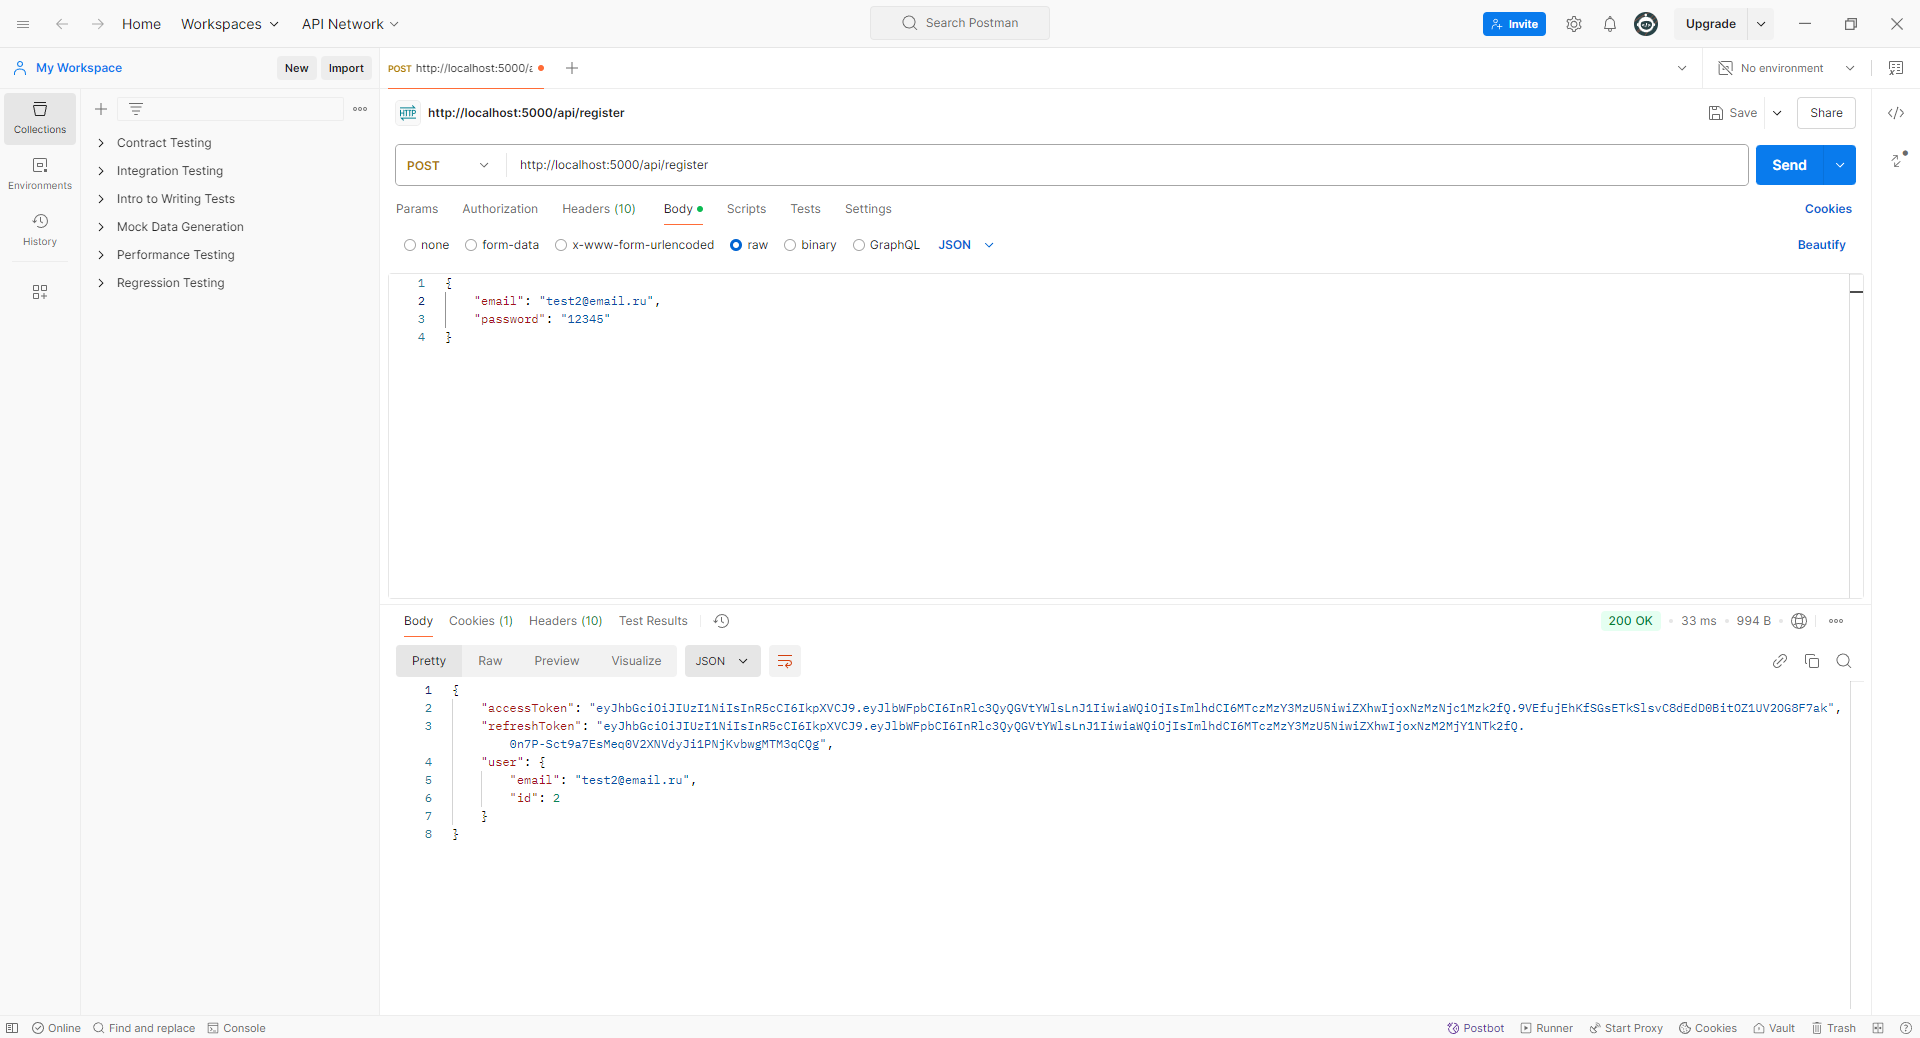 Home Workspaces API Network Search Postman Invite Upgrade
My Workspace New Import POST http://localhost:5000/a No environment
Collections
Environments
History
Contract Testing
Integration Testing
Intro to Writing Tests
Mock Data Generation
Performance Testing
Regression Testing
HTTP http://localhost:5000/api/register Save Share
POST http://localhost:5000/api/register Send
Params Authorization Headers (10) Body Scripts Tests Settings Cookies
none form-data x-www-form-urlencoded raw binary GraphQL JSON Beautify
1 {
2 "email": "test2@email.ru",
3 "password": "12345"
4 }
Body Cookies (1) Headers (10) Test Results 200 OK 33 ms 994 B
Pretty Raw Preview Visualize JSON
1 {
2 "accessToken": "eyJhbGciOiJIUzI1NiIsInR5cCI6IkpXVCJ9.eyJlbWFpbCI6InRlc3QyQGVtYWlsLnJ1IiwiaWQiOjIsImlhdCI6MTczMzY3MzU5NiwiZXhwIjoxNzMzNjc1Mzk2fQ.9VEfujEhKfSGsETkSlsvC8dEdD0BitOZ1UV2OG8F7ak",
3 "refreshToken": "eyJhbGciOiJIUzI1NiIsInR5cCI6IkpXVCJ9.eyJlbWFpbCI6InRlc3QyQGVtYWlsLnJ1IiwiaWQiOjIsImlhdCI6MTczMzY3MzU5NiwiZXhwIjoxNzM2MjY1NTk2fQ.
0n7P-Sct9a7EsMeq0V2XNVdyJi1PNjKvbwgMTM3qCQg",
4 "user": {
5 "email": "test2@email.ru",
6 "id": 2
7 }
8 }
Online Find and replace Console Postbot Runner Start Proxy Cookies Vault Trash